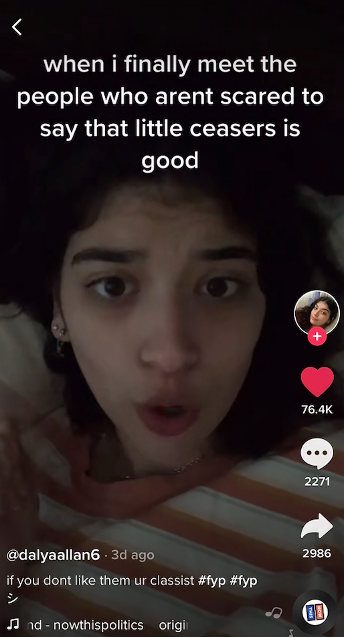 when i finally meet the
people who arent scared to
say that little ceasers is
good
76.4K
2271
2986
@dalyaallan6 · 3d ago
if you dont like them ur classist #fyp #fyp
シ
nd - nowthispolitics origi